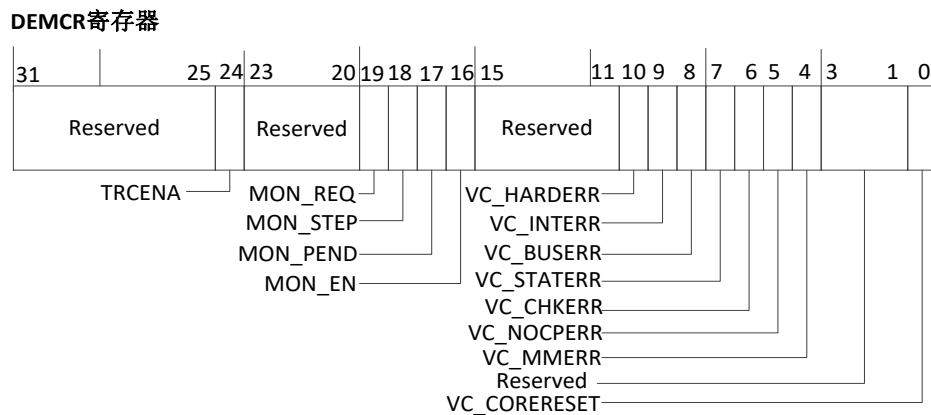 DEMCR寄存器
31 25 24 23 20 19 18 17 16 15 11 10 9 8 7 6 5 4 3 1 0
Reserved Reserved Reserved
TRCENA MON_REQ VC_HARDERR
MON_STEP VC_INTERR
MON_PEND VC_BUSERR
MON_EN VC_STATERR
VC_CHKERR
VC_NOCPERR
VC_MMERR
Reserved
VC_CORERESET